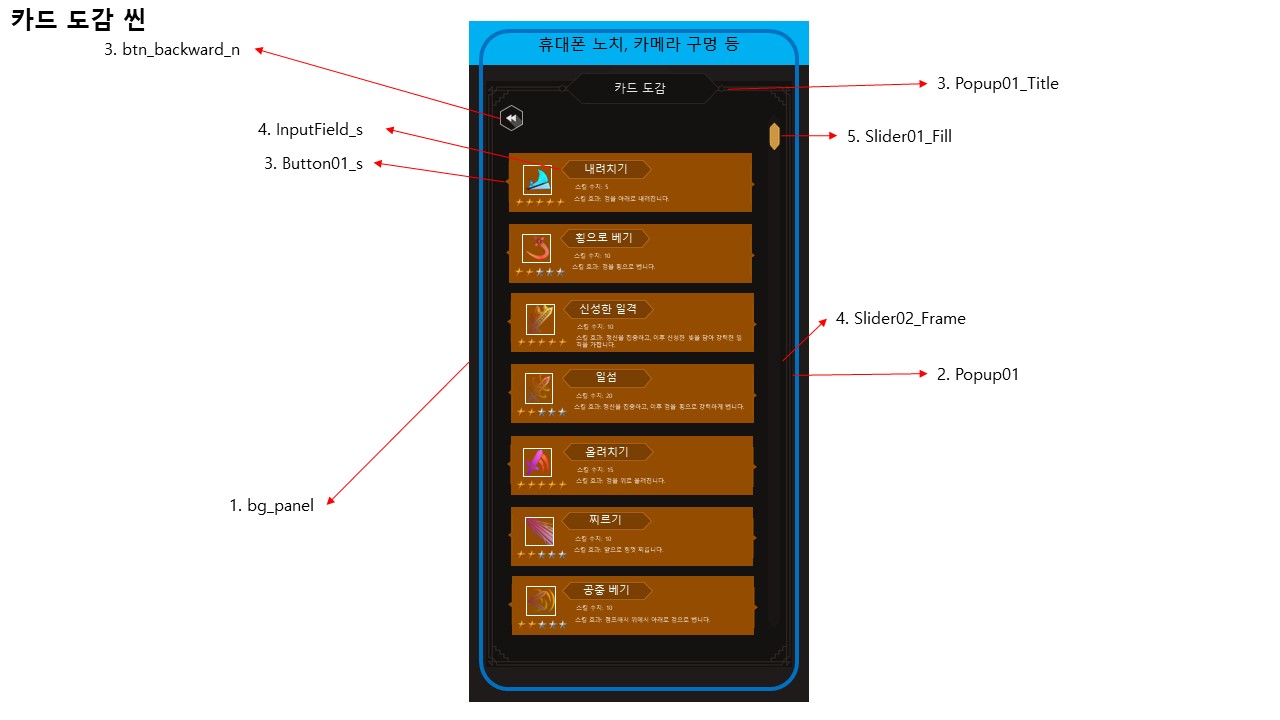 카드 도감 씬
휴대폰 노치, 카메라 구멍 등
3. btn_backward_n
카드 도감
3. Popup01_Title
4. InputField_s
5. Slider01_Fill
3. Button01_s
내려치기
스킬 수치: 5
스킬 효과: 검을 아래로 내려친니다.
횡으로 베기
스킬 수치: 10
스킬 효과: 검을 횡으로 벱니다.
신성한 일격
스킬 수치: 10
스킬 효과: 정신을 집중하고, 이후 신성한 빛을 담아 강력한 일
격을 가합니다.
4. Slider02_Frame
일섬
스킬 수치: 20
스킬 효과: 정신을 집중하고, 이후 검을 횡으로 강력하게 벱니다.
2. Popup01
올려치기
스킬 수치: 15
스킬 효과: 검을 위로 올려친니다.
1. bg_panel
찌르기
스킬 수치: 10
스킬 효과: 앞으로 힘껏 찌릅니다.
공중 베기
스킬 수치: 10
스킬 효과: 점프해서 위에서 아래로 검으로 벱니다.